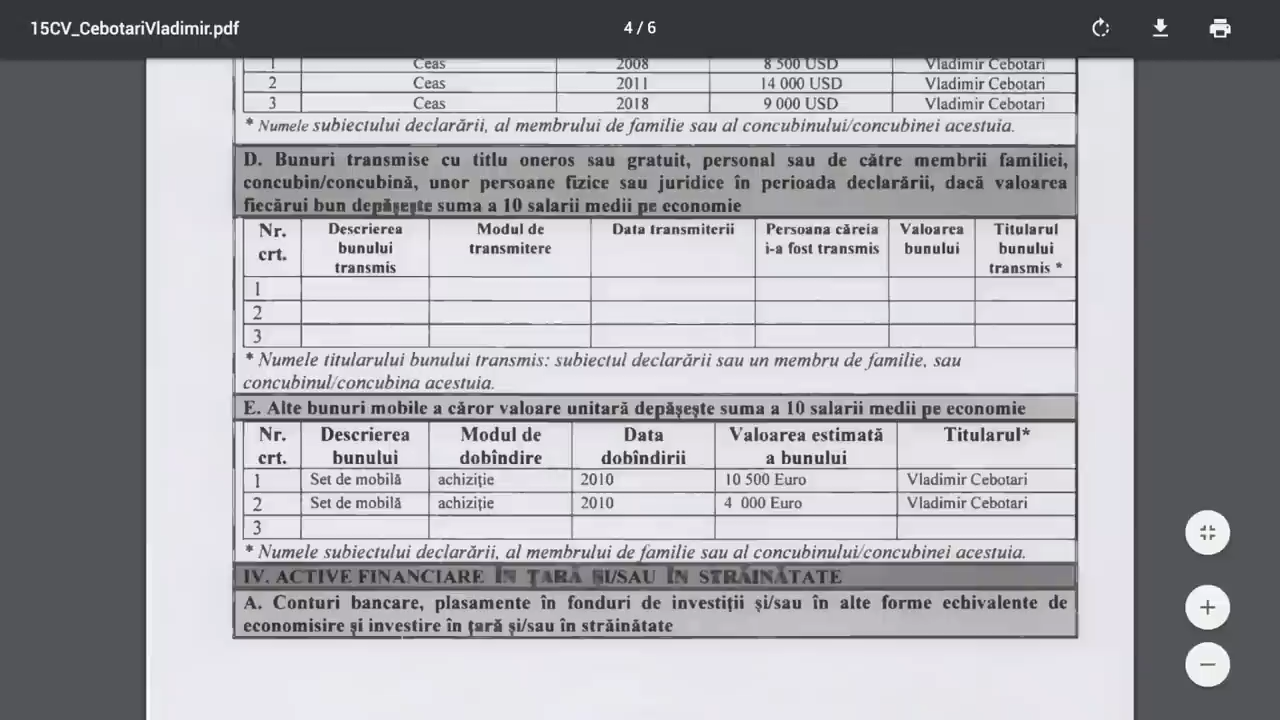 15CV_CebotariVladimir.pdf 4 / 6
1 Ceas 2008 8 500 USD Vladimir Cebotari
2 Ceas 2011 14 000 USD Vladimir Cebotari
3 Ceas 2018 9 000 USD Vladimir Cebotari
* Numele subiectului declarării, al membrului de familie sau al concubinului/concubinei acestuia.
D. Bunuri transmise cu titlu oneros sau gratuit, personal sau de către membrii familiei,
concubin/concubină, unor persoane fizice sau juridice în perioada declarării, dacă valoarea
fiecărui bun depășește suma a 10 salarii medii pe economie
Nr. crt. Descrierea bunului transmis Modul de transmitere Data transmiterii Persoana căreia i-a fost transmis Valoarea bunului Titularul bunului transmis *
1
2
3
* Numele titularului bunului transmis: subiectul declarării sau un membru de familie, sau
concubinul/concubina acestuia.
E. Alte bunuri mobile a căror valoare unitară depășește suma a 10 salarii medii pe economie
Nr. crt. Descrierea bunului Modul de dobîndire Data dobîndirii Valoarea estimată a bunului Titularul*
1 Set de mobilă achiziție 2010 10 500 Euro Vladimir Cebotari
2 Set de mobilă achiziție 2010 4 000 Euro Vladimir Cebotari
3
* Numele subiectului declarării, al membrului de familie sau al concubinului/concubinei acestuia.
IV. ACTIVE FINANCIARE ÎN ȚARĂ ȘI/SAU ÎN STRĂINĂTATE
A. Conturi bancare, plasamente în fonduri de investiții și/sau în alte forme echivalente de
economisire și investire în țară și/sau în străinătate